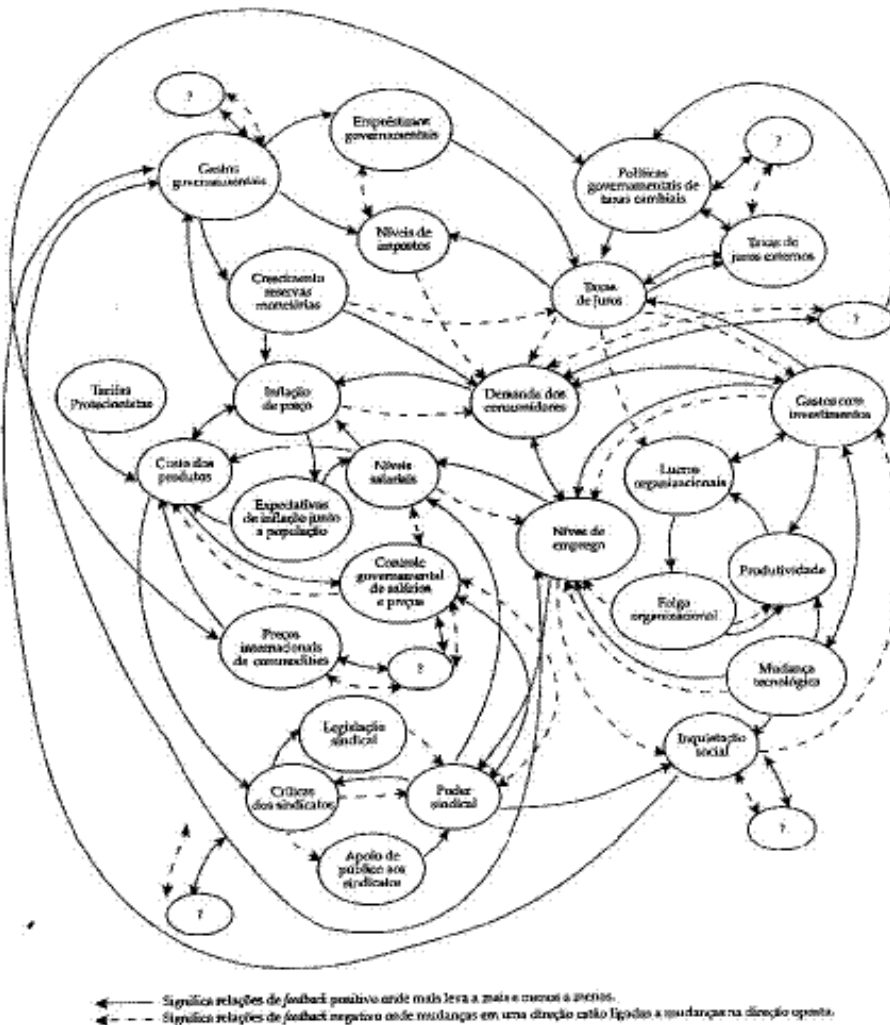 ?
Empréstimos
governamentais
?
Gastos
governamentais
Políticas
governamentais de
taxas cambiais
Níveis de
impostos
Taxas de
juros externos
Crescimento
reservas
monetárias
Taxas
de juros
?
Tarifas
Protecionistas
Inflação
de preço
Demanda dos
consumidores
Gastos com
investimentos
Custo dos
produtos
Níveis
salariais
Lucros
organizacionais
Expectativas
de inflação junto
a população
Níveis de
emprego
Controle
governamental
de salários
e preços
Produtividade
Folga
organizacional
Preços
internacionais
de commodities
?
Mudança
tecnológica
Legislação
sindical
Inquietação
social
Críticas
dos sindicatos
Poder
sindical
?
Apoio de
público aos
sindicatos
?
Significa relações de feedback positivo onde mais leva a mais e menos a menos.
Significa relações de feedback negativo onde mudanças em uma direção estão ligadas a mudanças na direção oposta.